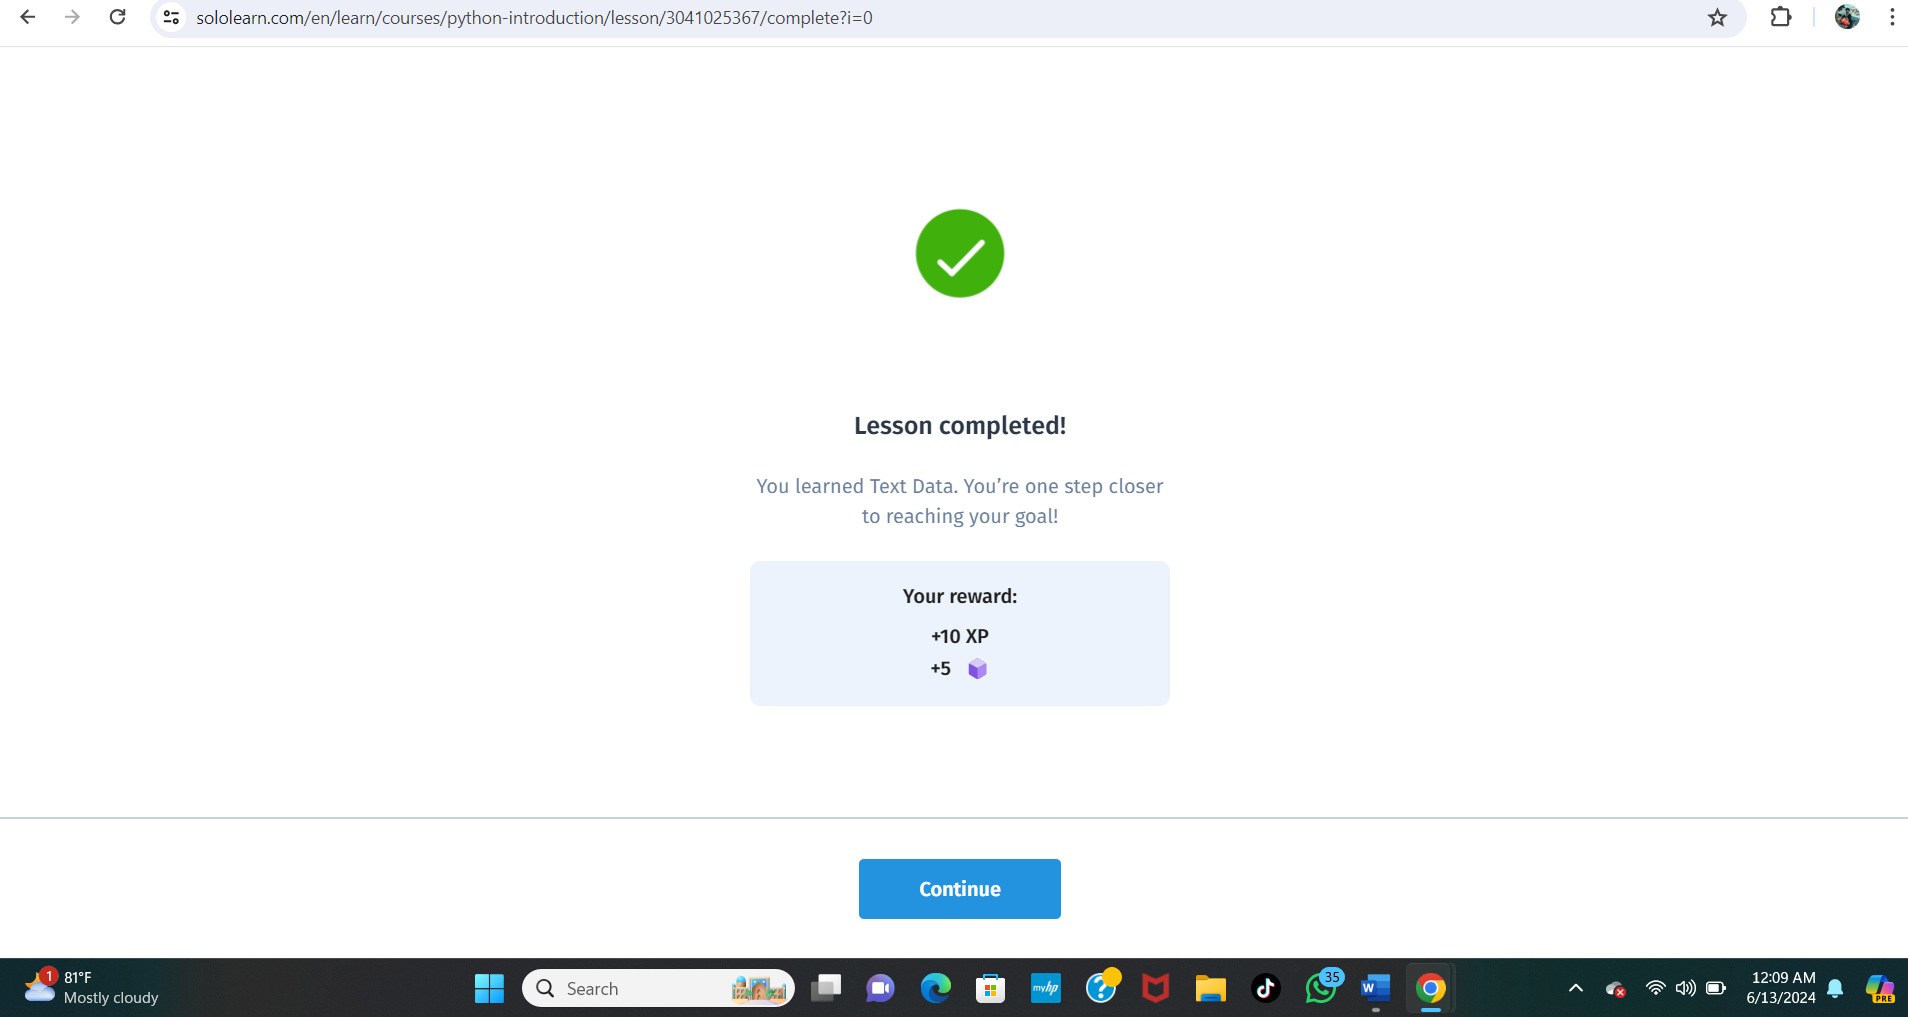 sololearn.com/en/learn/courses/python-introduction/lesson/3041025367/complete?i=0
Lesson completed!
You learned Text Data. You’re one step closer
to reaching your goal!
Your reward:
+10 XP
+5
Continue
1
81°F
Mostly cloudy
Search
myhp
?
35
W
12:09 AM
6/13/2024
PRE